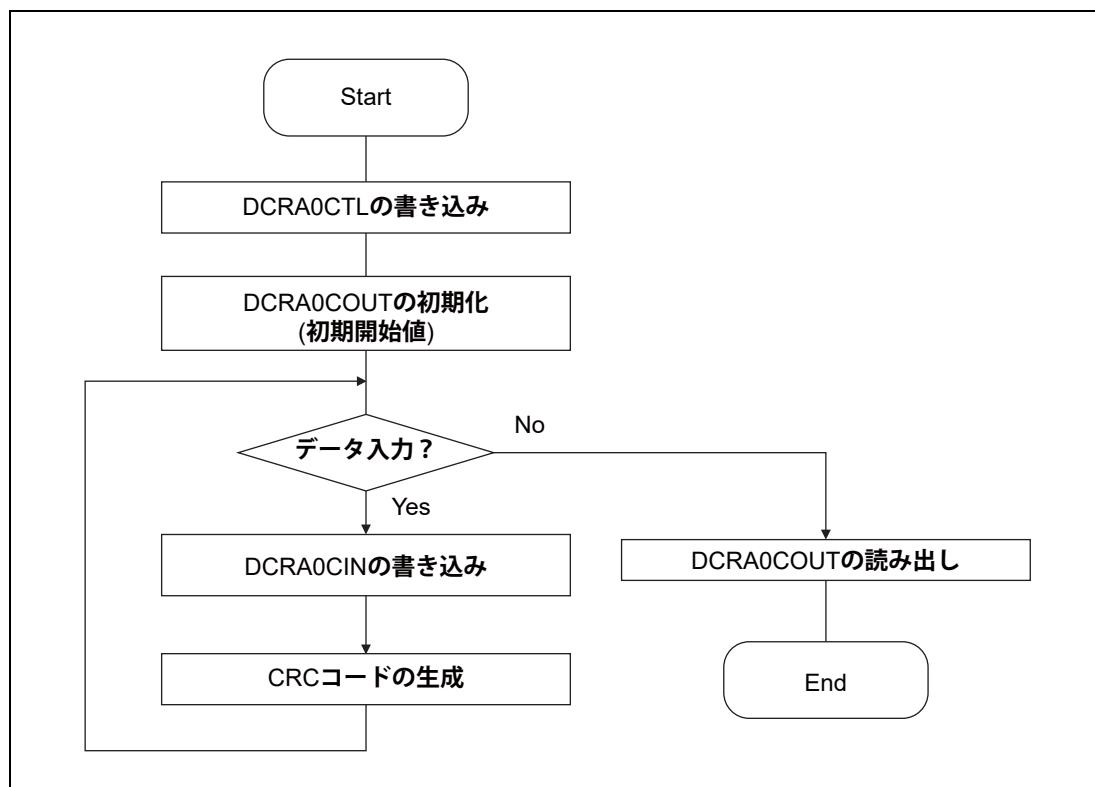 Start
DCRA0CTLの書き込み
DCRA0COUTの初期化
(初期開始値)
データ入力？
No
Yes
DCRA0CINの書き込み
DCRA0COUTの読み出し
CRCコードの生成
End